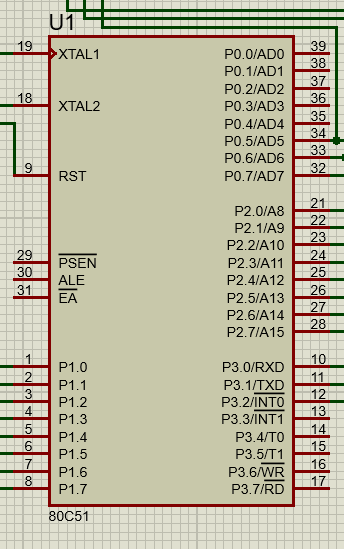 U1
19 XTAL1 P0.0/AD0 39
P0.1/AD1 38
P0.2/AD2 37
18 XTAL2 P0.3/AD3 36
P0.4/AD4 35
P0.5/AD5 34
P0.6/AD6 33
9 RST P0.7/AD7 32
P2.0/A8 21
P2.1/A9 22
P2.2/A10 23
29 PSEN P2.3/A11 24
30 ALE P2.4/A12 25
31 EA P2.5/A13 26
P2.6/A14 27
P2.7/A15 28
1 P1.0 P3.0/RXD 10
2 P1.1 P3.1/TXD 11
3 P1.2 P3.2/INT0 12
4 P1.3 P3.3/INT1 13
5 P1.4 P3.4/T0 14
6 P1.5 P3.5/T1 15
7 P1.6 P3.6/WR 16
8 P1.7 P3.7/RD 17
80C51